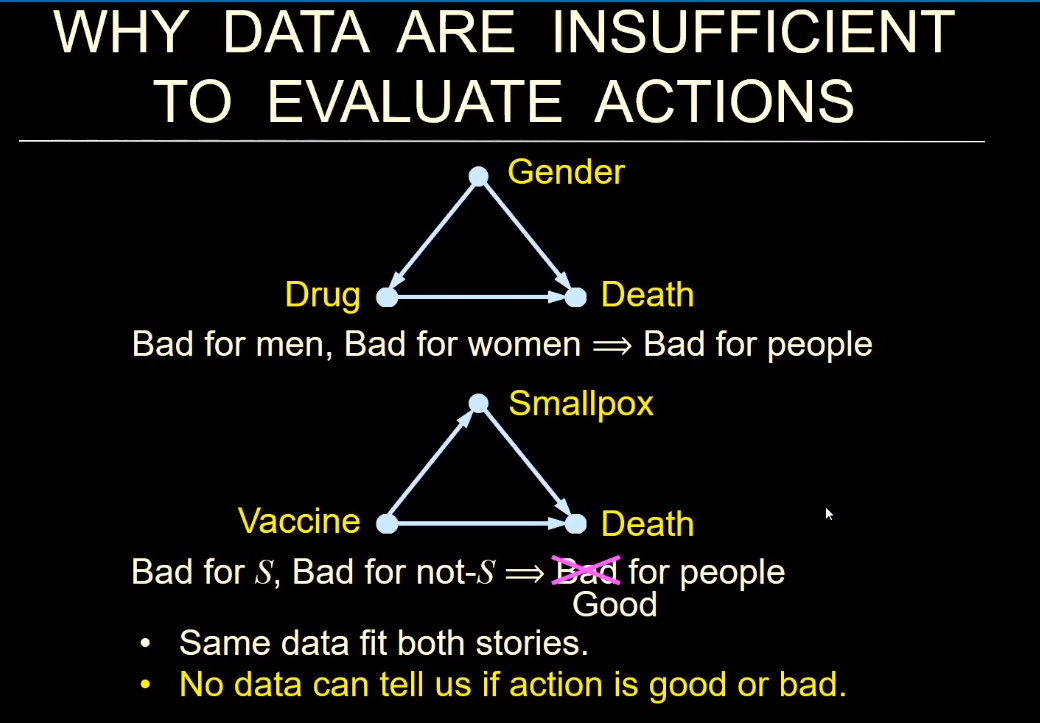 WHY DATA ARE INSUFFICIENT
TO EVALUATE ACTIONS
Gender
Drug
Death
Bad for men, Bad for women ⟹ Bad for people
Smallpox
Vaccine
Death
Bad for S, Bad for not-S ⟹ Bad for people
Good
• Same data fit both stories.
• No data can tell us if action is good or bad.